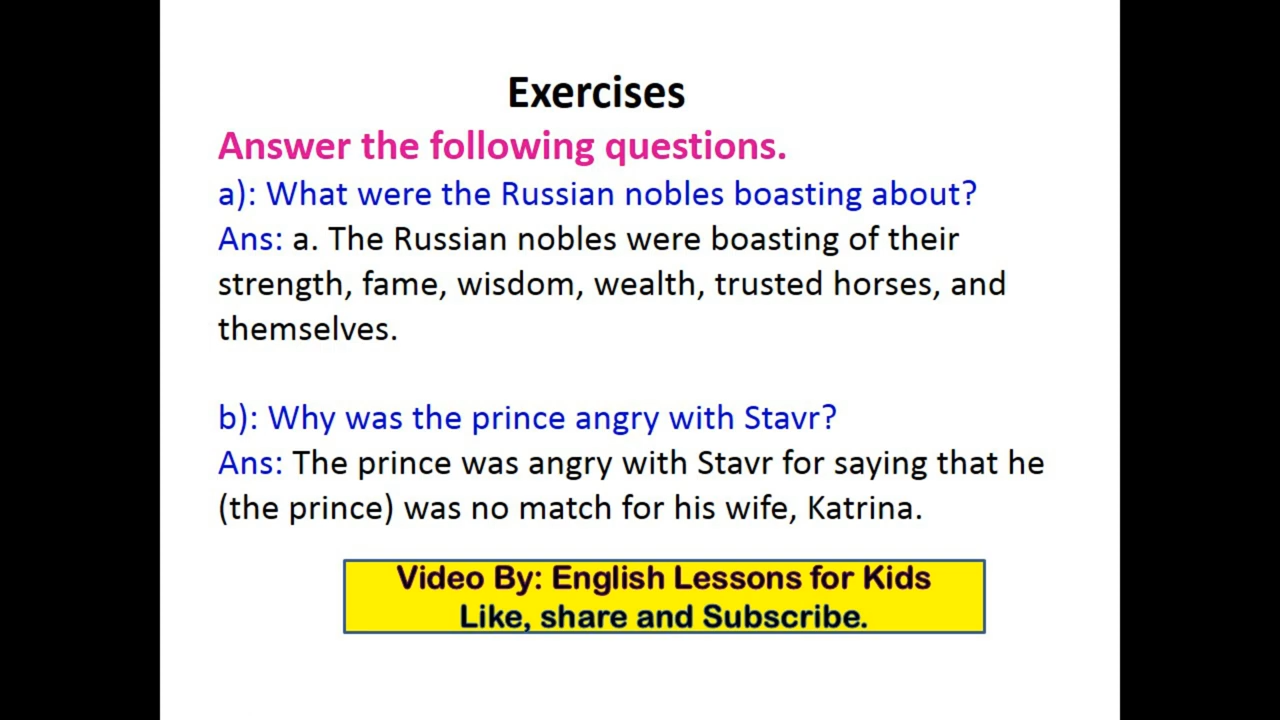 Exercises
Answer the following questions.
a): What were the Russian nobles boasting about?
Ans: a. The Russian nobles were boasting of their
strength, fame, wisdom, wealth, trusted horses, and
themselves.
b): Why was the prince angry with Stavr?
Ans: The prince was angry with Stavr for saying that he
(the prince) was no match for his wife, Katrina.
Video By: English Lessons for Kids
Like, share and Subscribe.